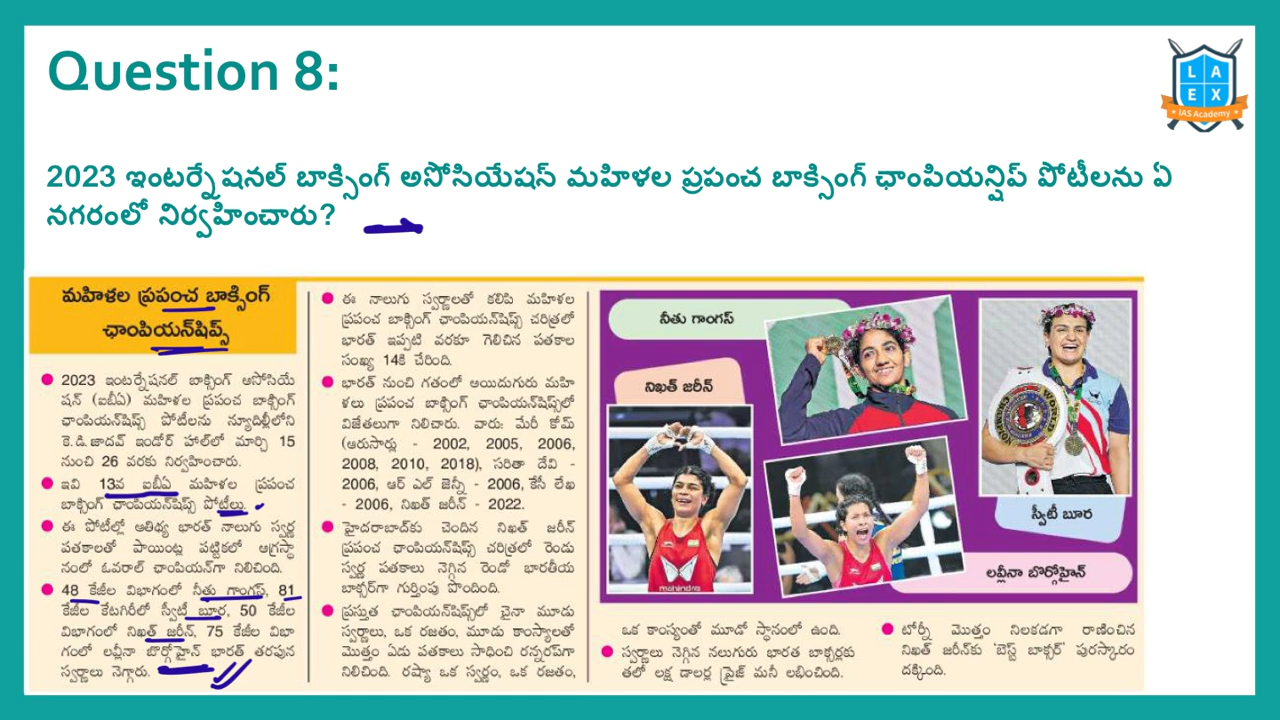 Question 8:
L A
E X
IAS Academy
2023 ఇంటర్నేషనల్ బాక్సింగ్ అసోసియేషస్ మహిళల ప్రపంచ బాక్సింగ్ ఛాంపియన్షిప్ పోటీలను ఏ
నగరంలో నిర్వహించారు?
మహిళల ప్రపంచ బాక్సింగ్
ఛాంపియన్‌షిప్స్
2023 ఇంటర్నేషనల్ బాక్సింగ్ అసోసియే
షన్ (ఐబీఏ) మహిళల ప్రపంచ బాక్సింగ్
ఛాంపియన్‌షిప్స్ పోటీలను న్యూదిల్లీలోని
కె.డి.జాదవ్ ఇండోర్ హాల్‌లో మార్చి 15
నుంచి 26 వరకు నిర్వహించారు.
ఇవి 13వ ఐబీఏ మహిళల ప్రపంచ
బాక్సింగ్ ఛాంపియన్‌షిప్స్ పోటీలు.
ఈ పోటీల్లో ఆతిథ్య భారత్ నాలుగు స్వర్ణ
పతకాలతో పాయింట్ల పట్టికలో అగ్రస్థా
నంలో ఓవరాల్ ఛాంపియన్‌గా నిలిచింది.
48 కేజీల విభాగంలో నీతు గాంగస్, 81
కేజీల కేటగిరీలో స్వీటీ బూర, 50 కేజీల
విభాగంలో నిఖత్ జరీన్, 75 కేజీల విభా
గంలో లవ్లీనా బొర్గోహైన్ భారత్ తరఫున
స్వర్ణాలు నెగ్గారు.
ఈ నాలుగు స్వర్ణాలతో కలిపి మహిళల
ప్రపంచ బాక్సింగ్ ఛాంపియన్‌షిప్స్ చరిత్రలో
భారత్ ఇప్పటి వరకూ గెలిచిన పతకాల
సంఖ్య 14కి చేరింది.
భారత్ నుంచి గతంలో అయిదుగురు మహి
ళలు ప్రపంచ బాక్సింగ్ ఛాంపియన్‌షిప్స్‌లో
విజేతలుగా నిలిచారు. వారు: మేరీ కోమ్
(ఆరుసార్లు - 2002, 2005, 2006,
2008, 2010, 2018), సరితా దేవి -
2006, ఆర్ ఎల్ జెన్నీ - 2006, కేసీ లేఖ
- 2006, నిఖత్ జరీన్ - 2022.
హైదరాబాద్‌కు చెందిన నిఖత్ జరీన్
ప్రపంచ ఛాంపియన్‌షిప్స్ చరిత్రలో రెండు
స్వర్ణ పతకాలు నెగ్గిన రెండో భారతీయ
బాక్సర్‌గా గుర్తింపు పొందింది.
ప్రస్తుత ఛాంపియన్‌షిప్స్‌లో చైనా మూడు
స్వర్ణాలు, ఒక రజతం, మూడు కాంస్యాలతో
మొత్తం ఏడు పతకాలు సాధించి రన్నరప్‌గా
నిలిచింది. రష్యా ఒక స్వర్ణం, ఒక రజతం,
నీతు గాంగస్
నిఖత్ జరీన్
స్వీటీ బూర
లవ్లీనా బొర్గోహైన్
mahindra
ఒక కాంస్యంతో మూడో స్థానంలో ఉంది.
స్వర్ణాలు నెగ్గిన నలుగురు భారత బాక్సర్లకు
తలో లక్ష డాలర్ల ప్రైజ్ మనీ లభించింది.
టోర్నీ మొత్తం నిలకడగా రాణించిన
నిఖత్ జరీన్‌కు 'బెస్ట్ బాక్సర్' పురస్కారం
దక్కింది.